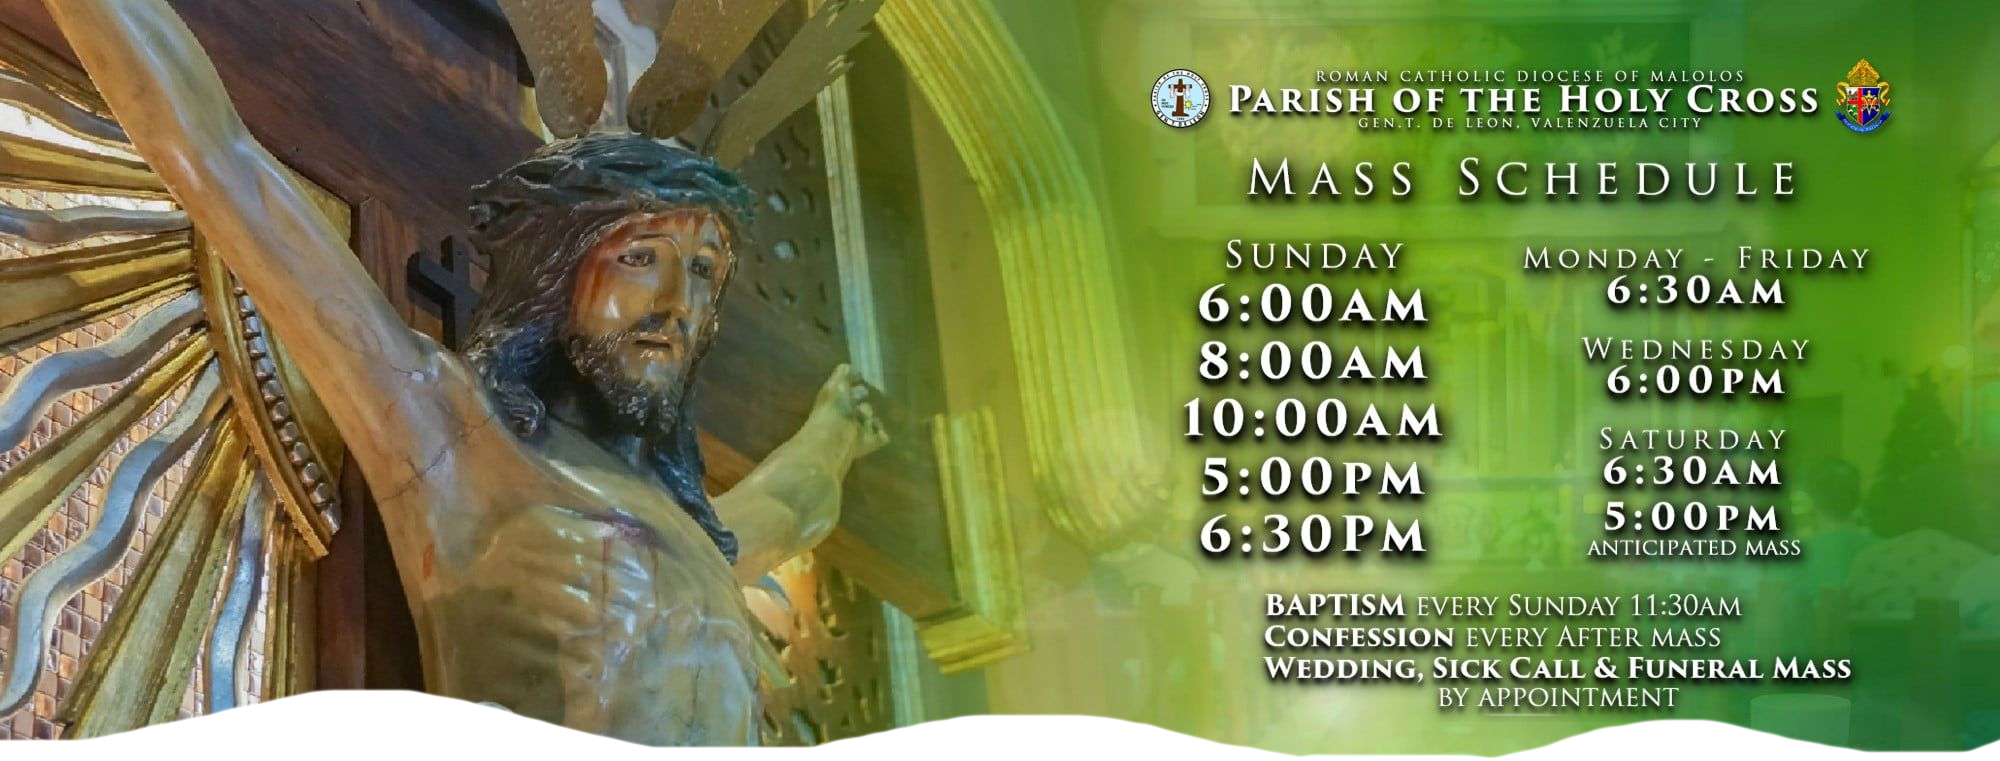 Roman Catholic Diocese of Malolos
Parish of the Holy Cross
Gen.T. de Leon, Valenzuela City
Mass Schedule
Sunday
6:00am
8:00am
10:00am
5:00pm
6:30Pm
Monday - Friday
6:30am
Wednesday
6:00pm
Saturday
6:30am
5:00pm
anticipated mass
Baptism every Sunday 11:30am
Confession every After mass
Wedding, Sick Call & Funeral Mass
by appointment